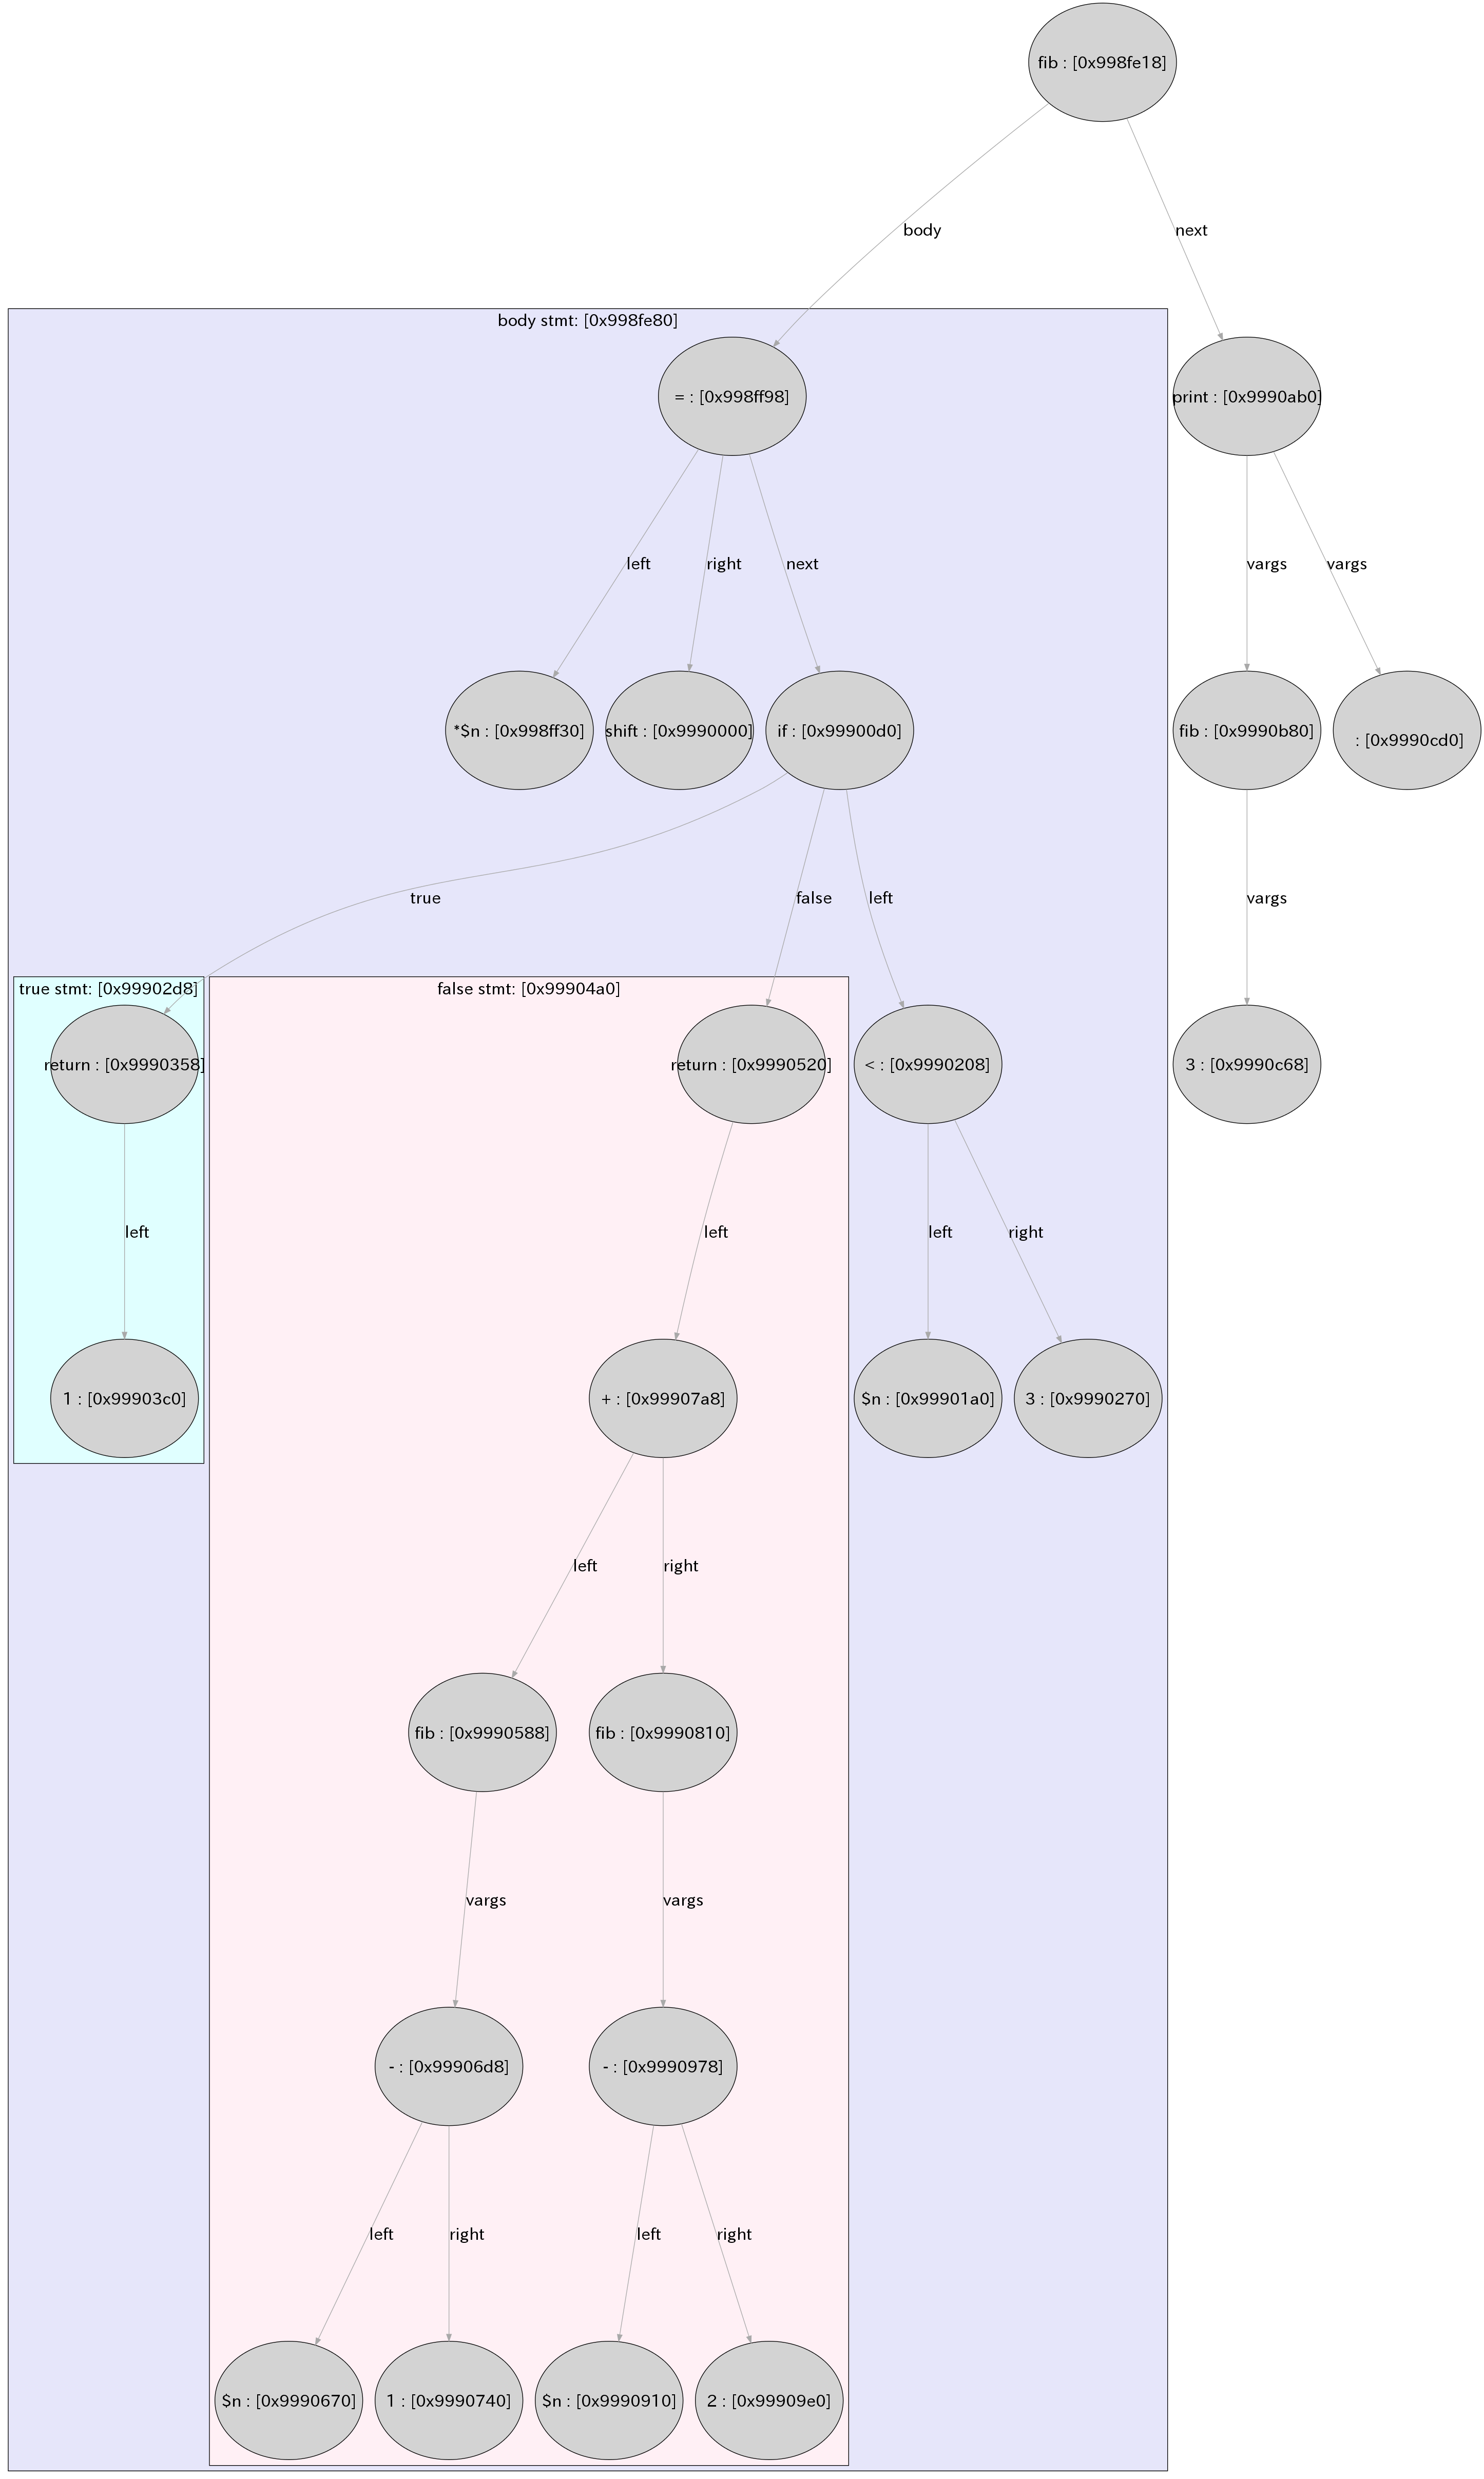 fib : [0x998fe18]
body
next
body stmt: [0x998fe80]
= : [0x998ff98]
print : [0x9990ab0]
left
right
next
vargs
vargs
*$n : [0x998ff30]
shift : [0x9990000]
if : [0x99900d0]
fib : [0x9990b80]
: [0x9990cd0]
true
false
left
vargs
true stmt: [0x99902d8]
false stmt: [0x99904a0]
return : [0x9990358]
return : [0x9990520]
< : [0x9990208]
3 : [0x9990c68]
left
left
left
right
1 : [0x99903c0]
+ : [0x99907a8]
$n : [0x99901a0]
3 : [0x9990270]
left
right
fib : [0x9990588]
fib : [0x9990810]
vargs
vargs
- : [0x99906d8]
- : [0x9990978]
left
right
left
right
$n : [0x9990670]
1 : [0x9990740]
$n : [0x9990910]
2 : [0x99909e0]